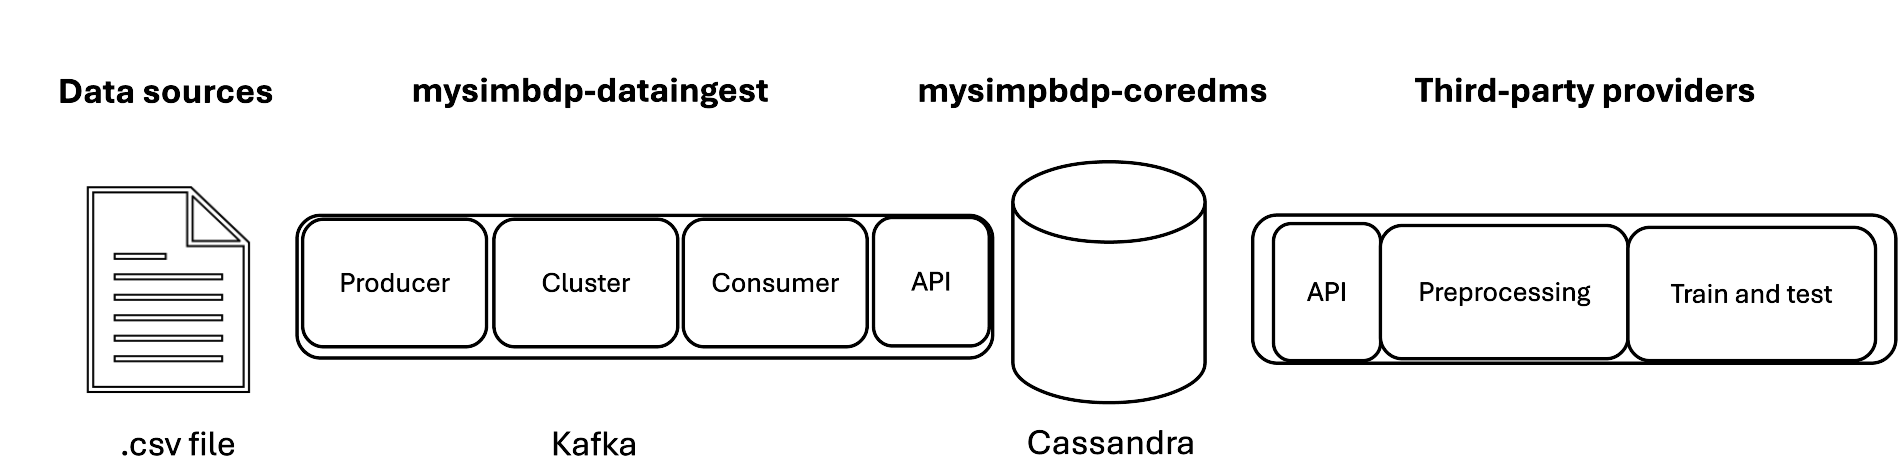 Data sources
mysimbdp-dataingest
mysimpbdp-coredms
Third-party providers
Producer
Cluster
Consumer
API
API
Preprocessing
Train and test
.csv file
Kafka
Cassandra